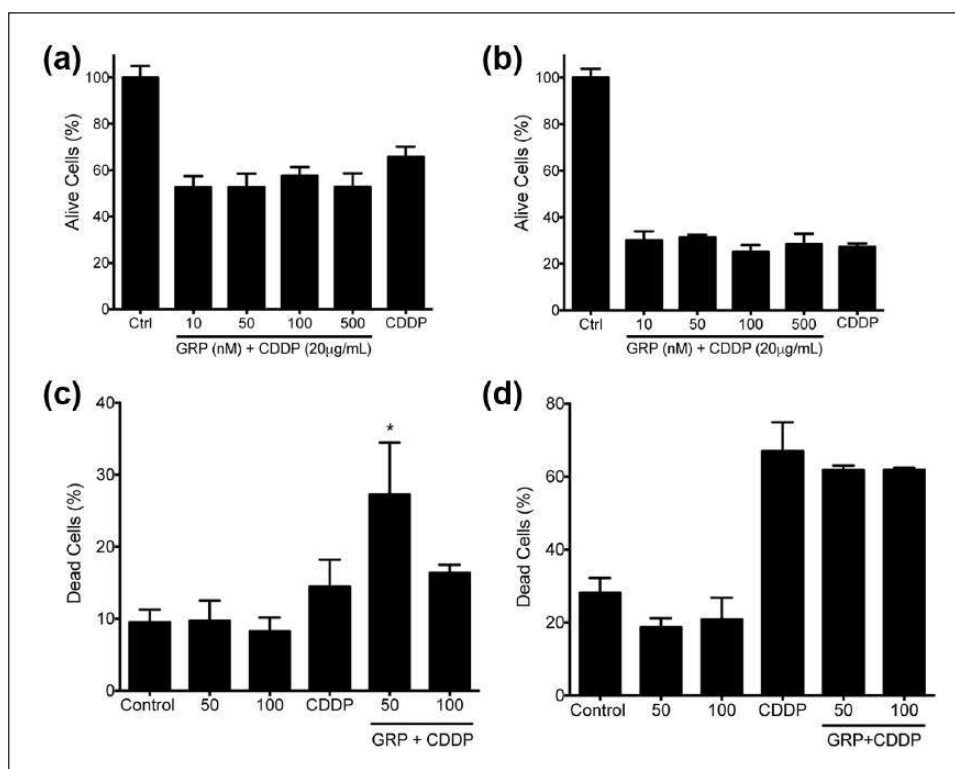 (a)
Alive Cells (%)
100
80
60
40
20
0
Ctrl 10 50 100 500 CDDP
GRP (nM) + CDDP (20µg/mL)
(b)
Alive Cells (%)
100
80
60
40
20
0
Ctrl 10 50 100 500 CDDP
GRP (nM) + CDDP (20µg/mL)
(c)
Dead Cells (%)
40
30
20
10
0
*
Control 50 100 CDDP 50 100
GRP + CDDP
(d)
Dead Cells (%)
80
60
40
20
0
Control 50 100 CDDP 50 100
GRP+CDDP